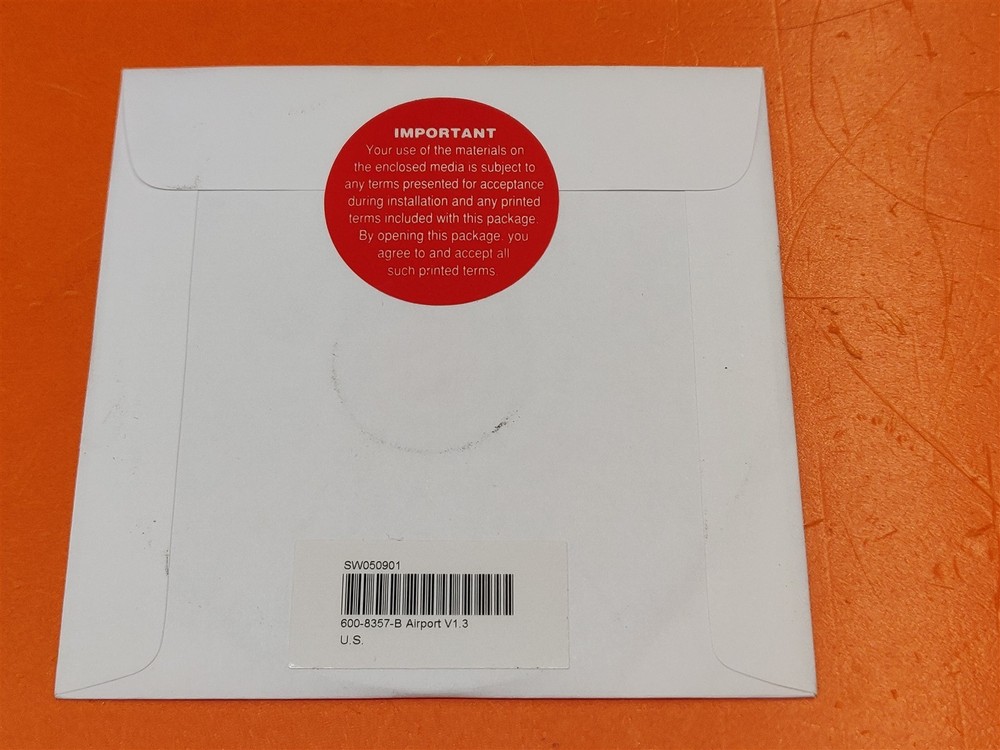 IMPORTANT
Your use of the materials on
the enclosed media is subject to
any terms presented for acceptance
during installation and any printed
terms included with this package.
By opening this package, you
agree to and accept all
such printed terms
SW050901
600-8357-B Airport V1.3
U.S.